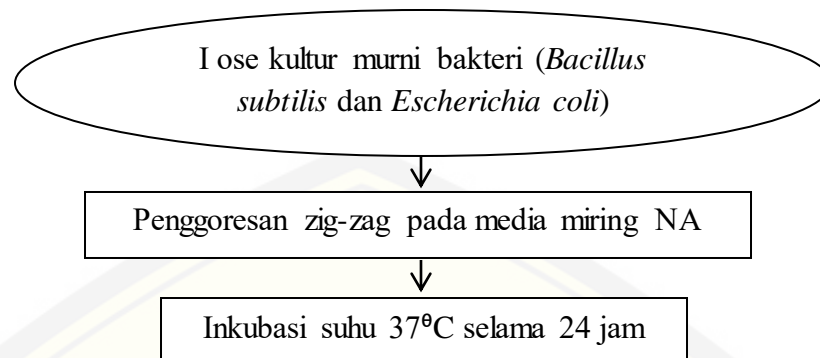 I ose kultur murni bakteri (Bacillus
subtilis dan Escherichia coli)
Penggoresan zig-zag pada media miring NA
Inkubasi suhu 37⁰C selama 24 jam